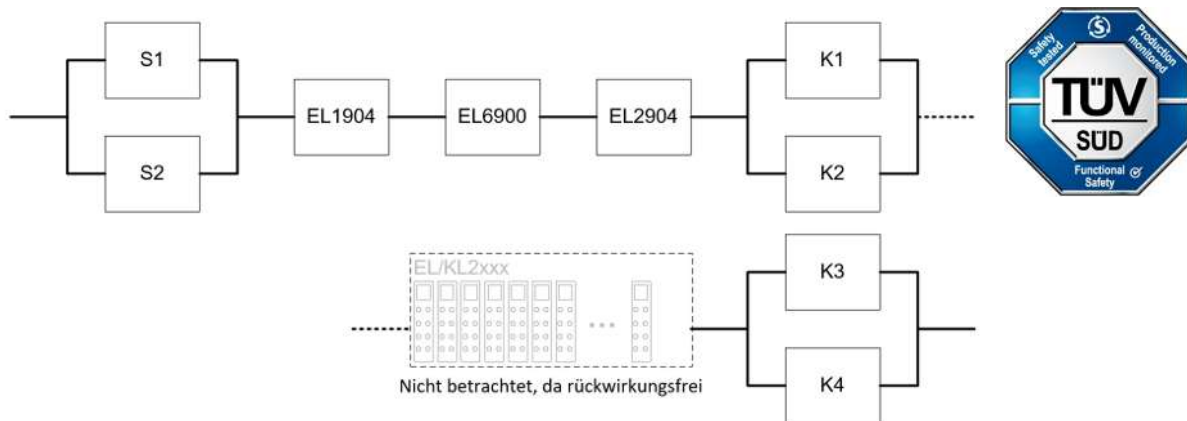 S1
S2
EL1904
EL6900
EL2904
K1
K2
Safety tested
Production monitored
TÜV
SÜD
Functional Safety
EL/KL2xxx
K3
K4
Nicht betrachtet, da rückwirkungsfrei